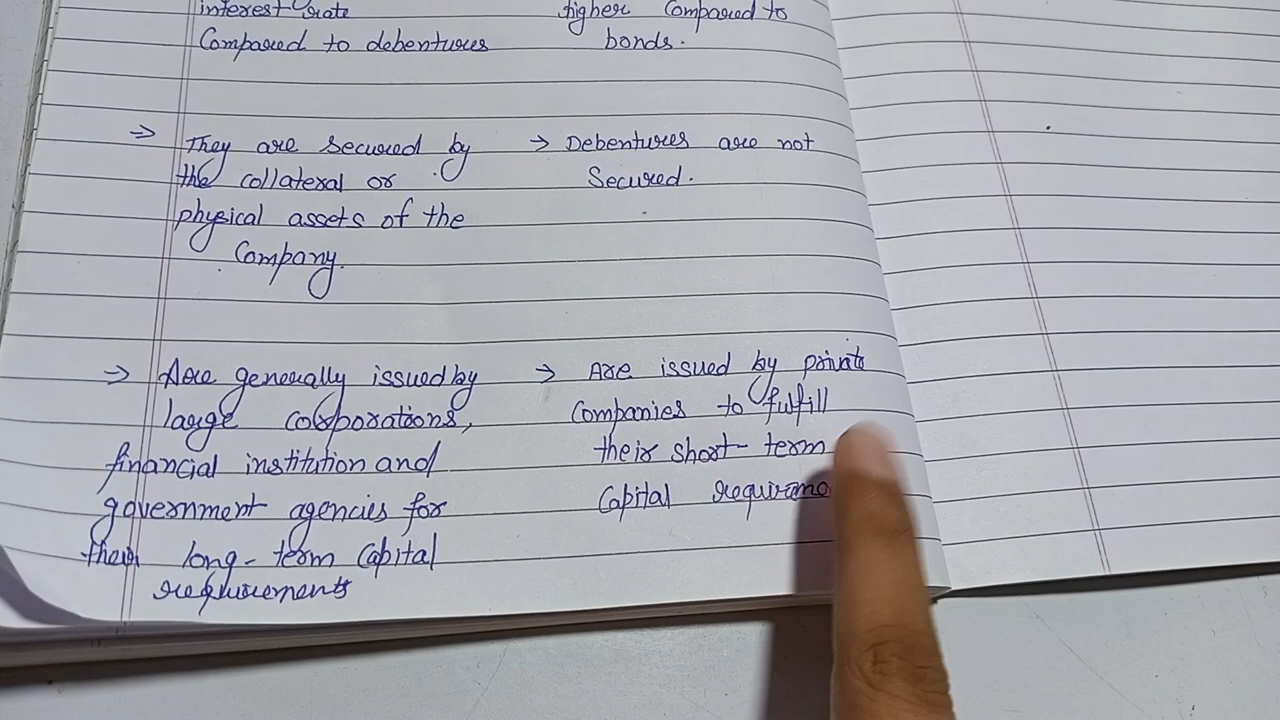 interest rate
Compared to debentures
higher Compared to
bonds.
⇒ They are Secured by
the collateral or
physical assets of the
Company.
→ Debentures are not
Secured.
⇒ Are generally issued by
large corporations,
financial institution and
government agencies for
their long-term Capital
requirements
→ Are issued by private
Companies to fulfill
their short-term
Capital